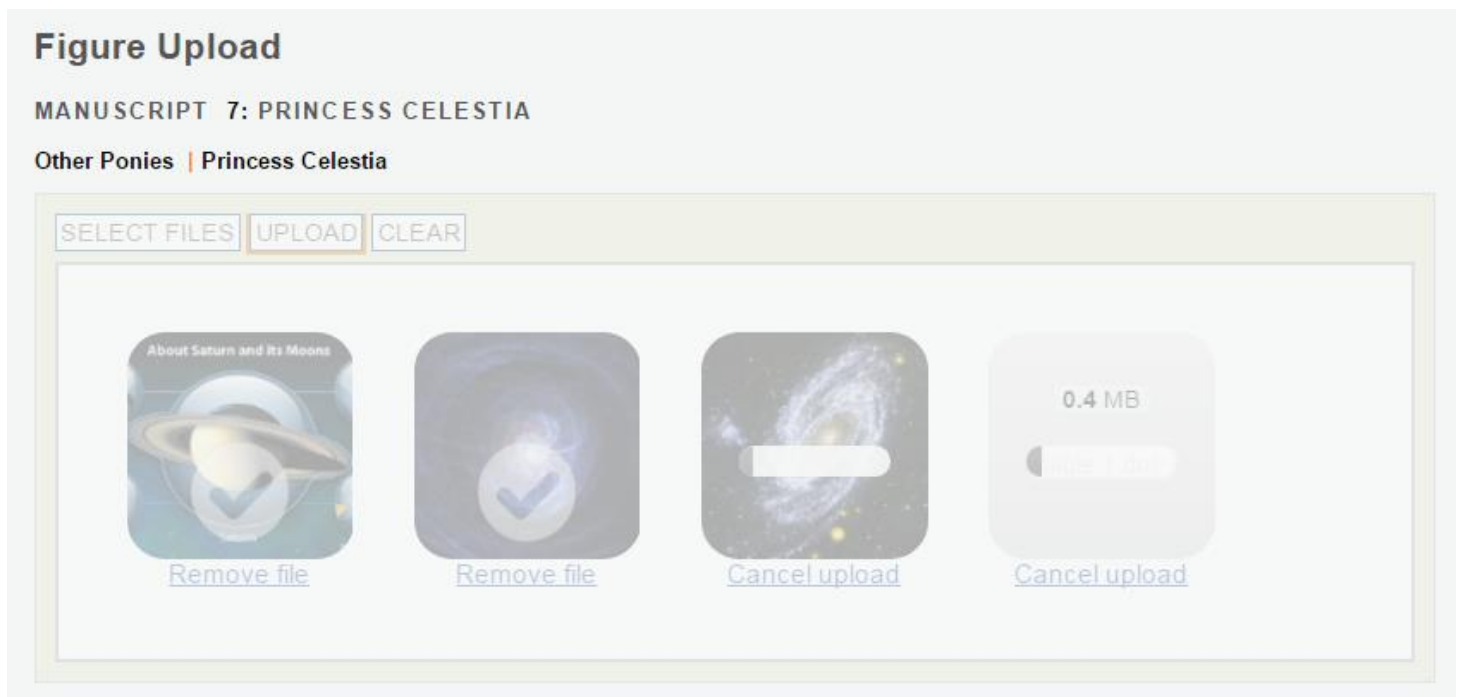 Figure Upload
MANUSCRIPT 7: PRINCESS CELESTIA
Other Ponies | Princess Celestia
SELECT FILES UPLOAD CLEAR
About Saturn and Its Moons
0.4 MB
Remove file Remove file Cancel upload Cancel upload